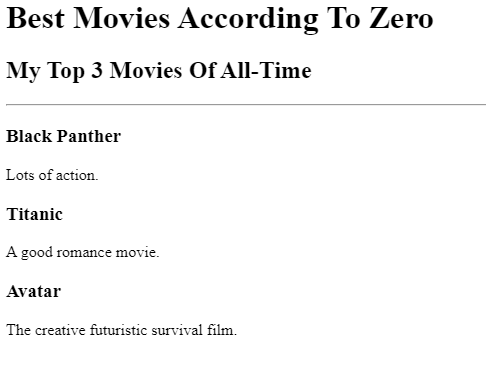 Best Movies According To Zero
My Top 3 Movies Of All-Time
Black Panther
Lots of action.
Titanic
A good romance movie.
Avatar
The creative futuristic survival film.